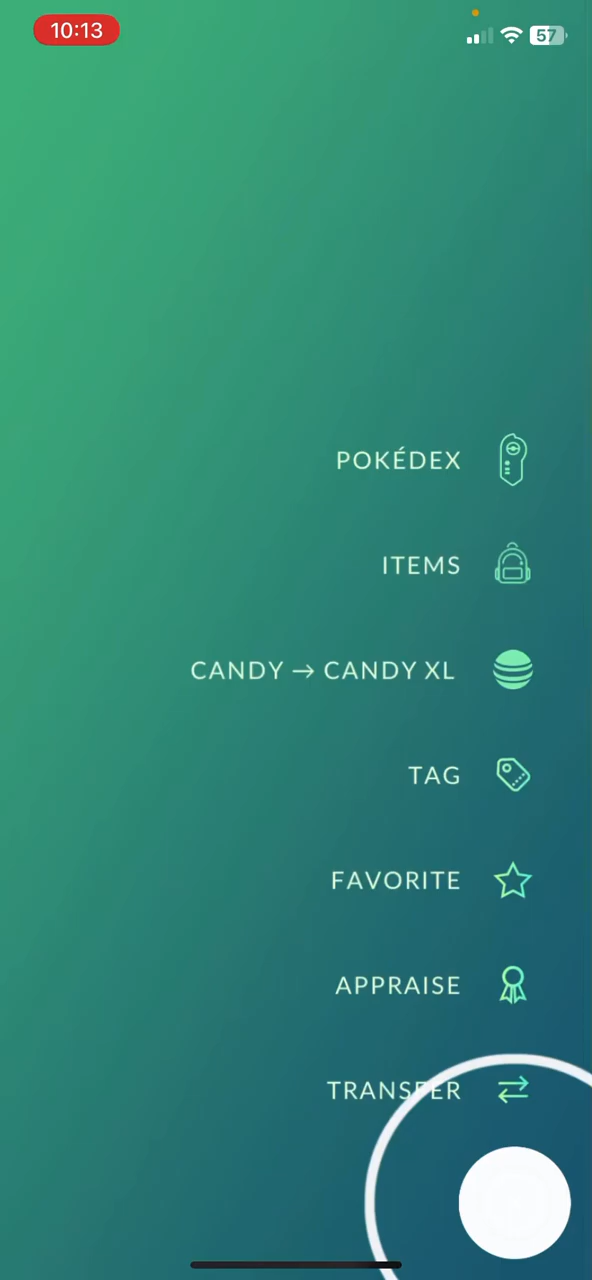 10:13
57
POKÉDEX
ITEMS
CANDY → CANDY XL
TAG
FAVORITE
APPRAISE
TRANSFER